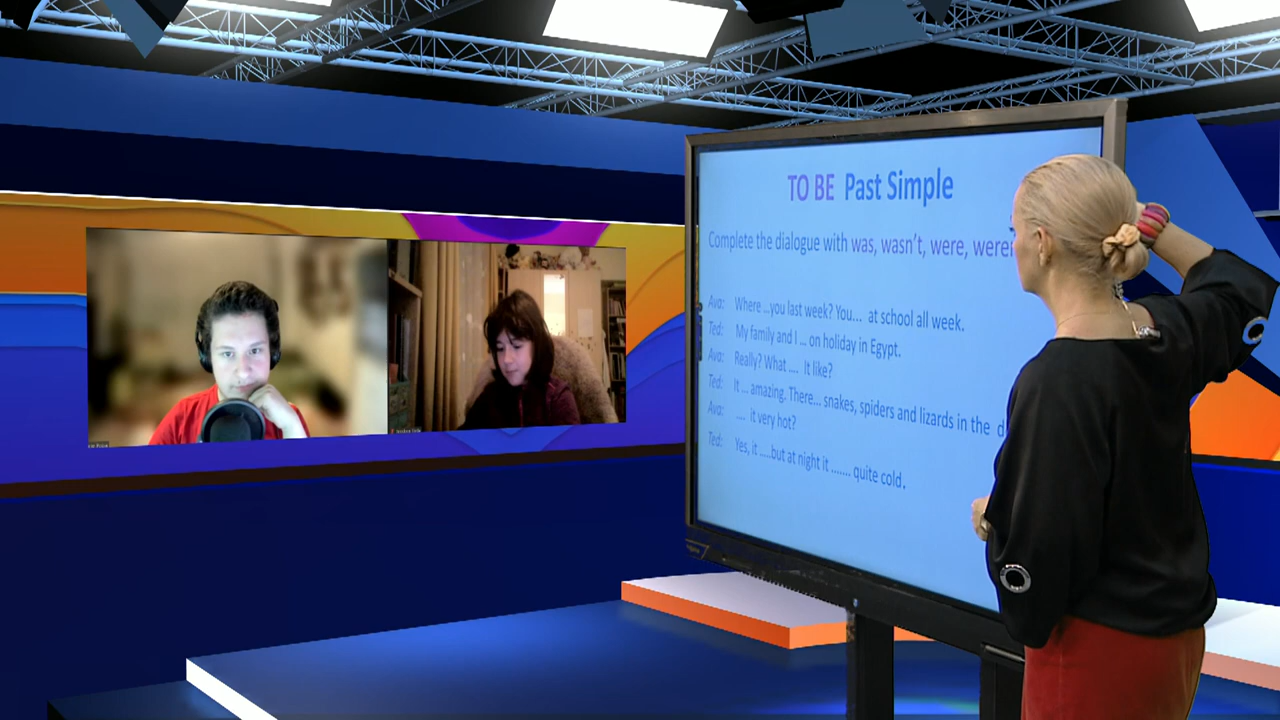 TO BE Past Simple
Complete the dialogue with was, wasn't, were,
Ava: Where ...you last week? You... at school all week.
Ted: My family and I ... on holiday in Egypt.
Ava: Really? What .... It like?
Ted: It ... amazing. There... snakes, spiders and lizards in the
Ava: .... it very hot?
Ted: Yes, it .....but at night it ...... quite cold.